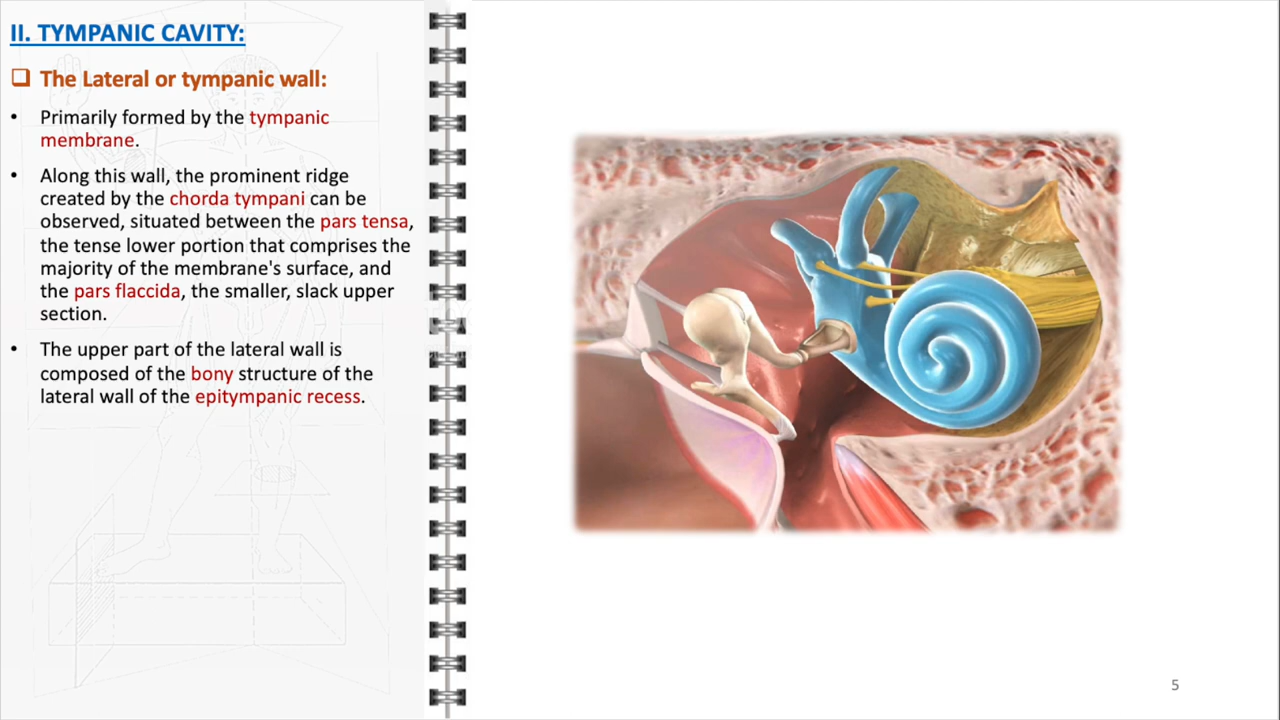 II. TYMPANIC CAVITY:
❑ The Lateral or tympanic wall:
• Primarily formed by the tympanic
membrane.
• Along this wall, the prominent ridge
created by the chorda tympani can be
observed, situated between the pars tensa,
the tense lower portion that comprises the
majority of the membrane's surface, and
the pars flaccida, the smaller, slack upper
section.
• The upper part of the lateral wall is
composed of the bony structure of the
lateral wall of the epitympanic recess.
5